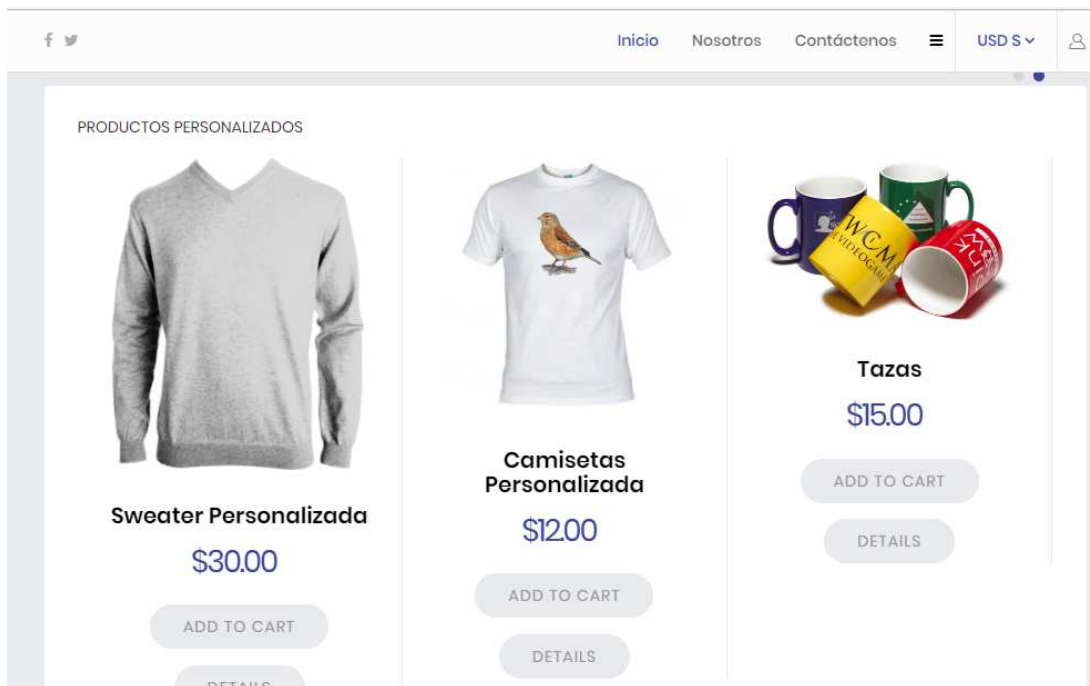 Inicio Nosotros Contáctenos USD $
PRODUCTOS PERSONALIZADOS
Sweater Personalizada
$30.00
ADD TO CART
DETAILS
Camisetas
Personalizada
$12.00
ADD TO CART
DETAILS
Tazas
$15.00
ADD TO CART
DETAILS